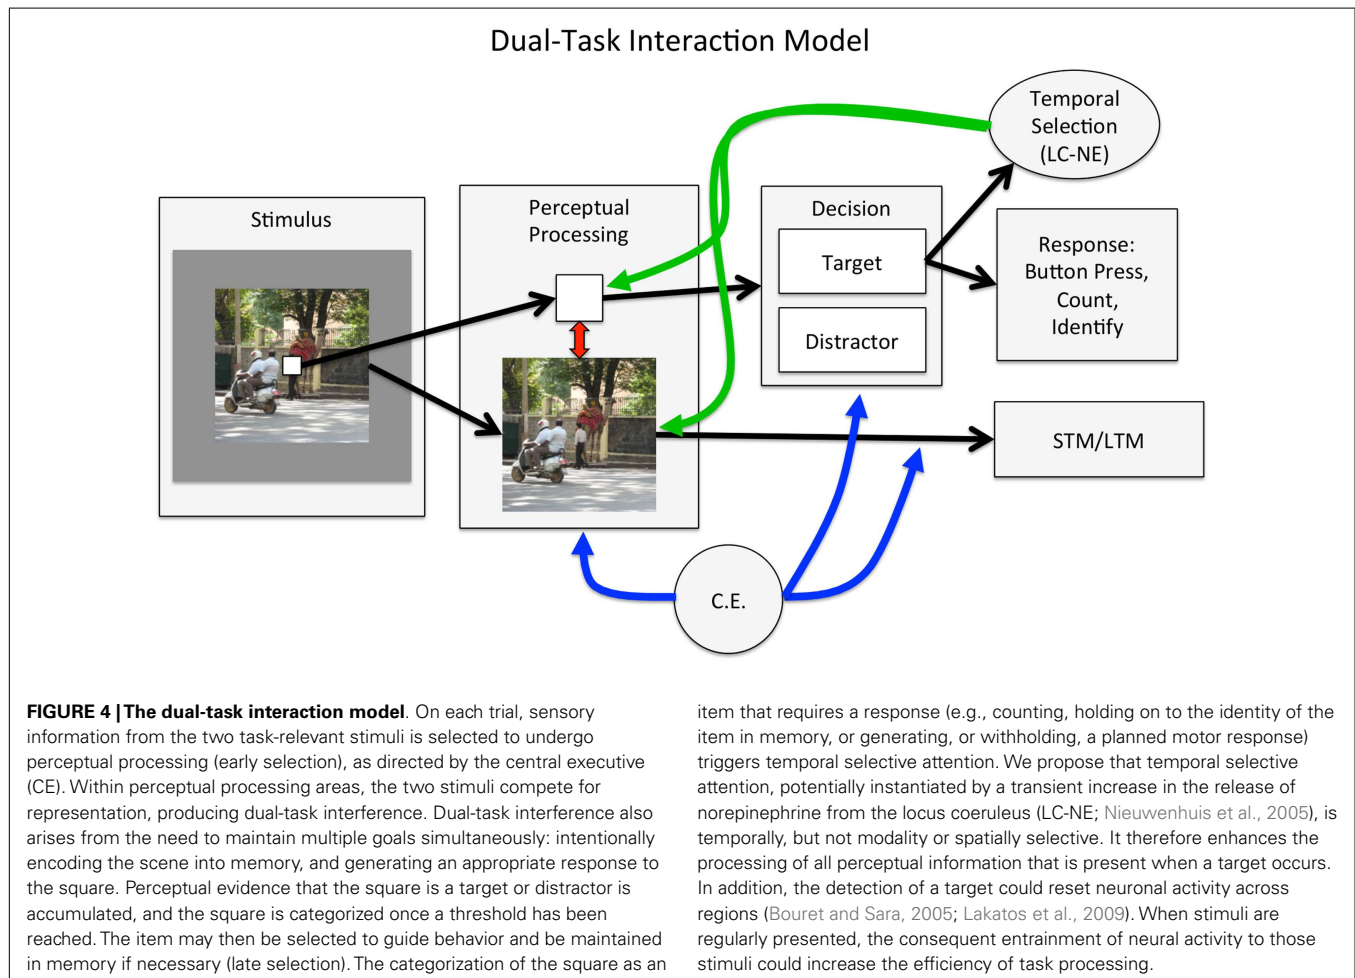 Dual-Task Interaction Model
Temporal
Selection
(LC-NE)
Stimulus
Perceptual
Processing
Decision
Target
Distractor
Response:
Button Press,
Count,
Identify
STM/LTM
C.E.
FIGURE 4 | The dual-task interaction model. On each trial, sensory
information from the two task-relevant stimuli is selected to undergo
perceptual processing (early selection), as directed by the central executive
(CE). Within perceptual processing areas, the two stimuli compete for
representation, producing dual-task interference. Dual-task interference also
arises from the need to maintain multiple goals simultaneously: intentionally
encoding the scene into memory, and generating an appropriate response to
the square. Perceptual evidence that the square is a target or distractor is
accumulated, and the square is categorized once a threshold has been
reached. The item may then be selected to guide behavior and be maintained
in memory if necessary (late selection). The categorization of the square as an
item that requires a response (e.g., counting, holding on to the identity of the
item in memory, or generating, or withholding, a planned motor response)
triggers temporal selective attention. We propose that temporal selective
attention, potentially instantiated by a transient increase in the release of
norepinephrine from the locus coeruleus (LC-NE; Nieuwenhuis et al., 2005), is
temporally, but not modality or spatially selective. It therefore enhances the
processing of all perceptual information that is present when a target occurs.
In addition, the detection of a target could reset neuronal activity across
regions (Bouret and Sara, 2005; Lakatos et al., 2009). When stimuli are
regularly presented, the consequent entrainment of neural activity to those
stimuli could increase the efficiency of task processing.